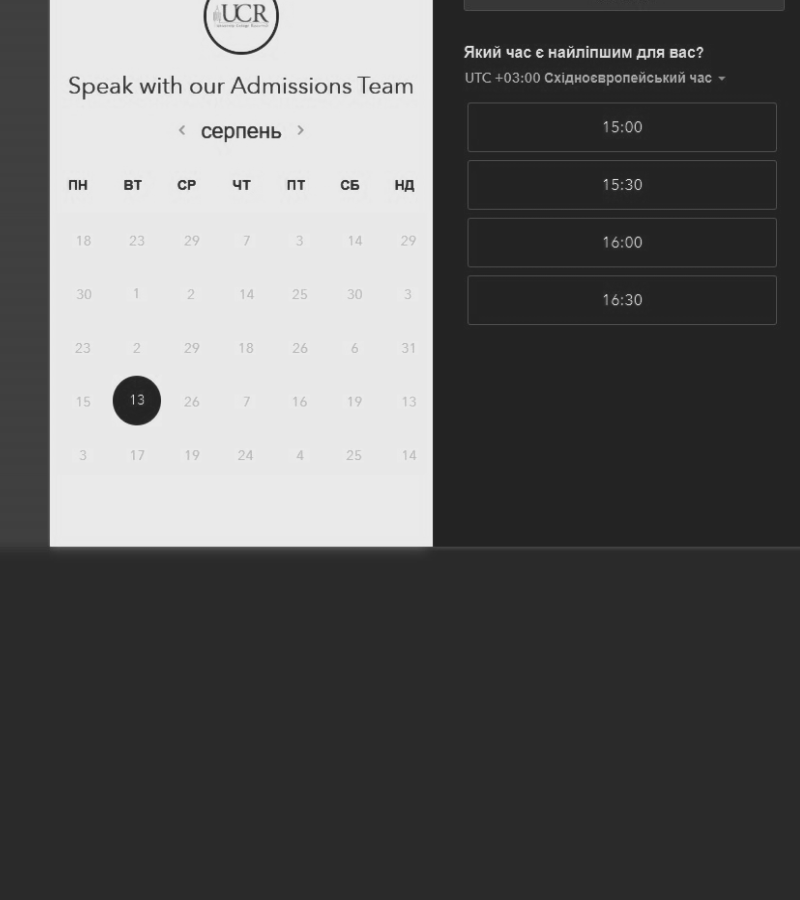 UCR
Speak with our Admissions Team
серпень
ПН ВТ СР ЧТ ПТ СБ НД
18 23 29 7 3 14 29
30 1 2 14 25 30 3
23 2 29 18 26 6 31
15 13 26 7 16 19 13
3 17 19 24 4 25 14
Який час є найліпшим для вас?
UTC +03:00 Східноєвропейський час
15:00
15:30
16:00
16:30